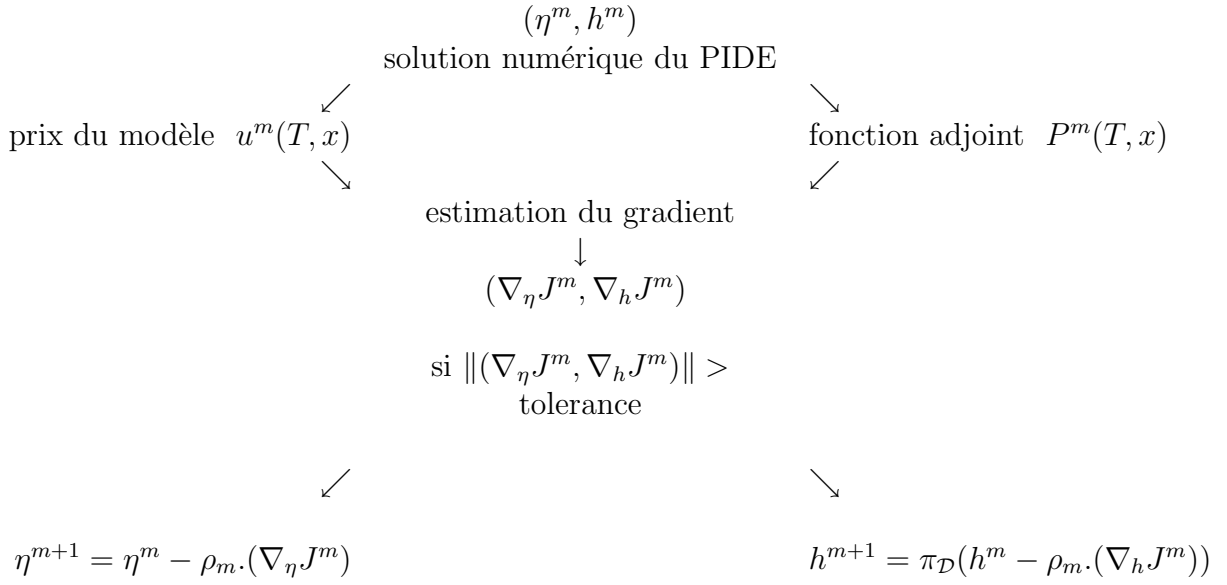 (η^m, h^m)
solution numérique du PIDE
↙ ↘
prix du modèle u^m(T, x) fonction adjoint P^m(T, x)
↘ ↙
estimation du gradient
↓
(∇_η J^m, ∇_h J^m)
si ‖(∇_η J^m, ∇_h J^m)‖ >
tolerance
↙ ↘
η^{m+1} = η^m − ρ_m.(∇_η J^m) h^{m+1} = π_𝒟(h^m − ρ_m.(∇_h J^m))